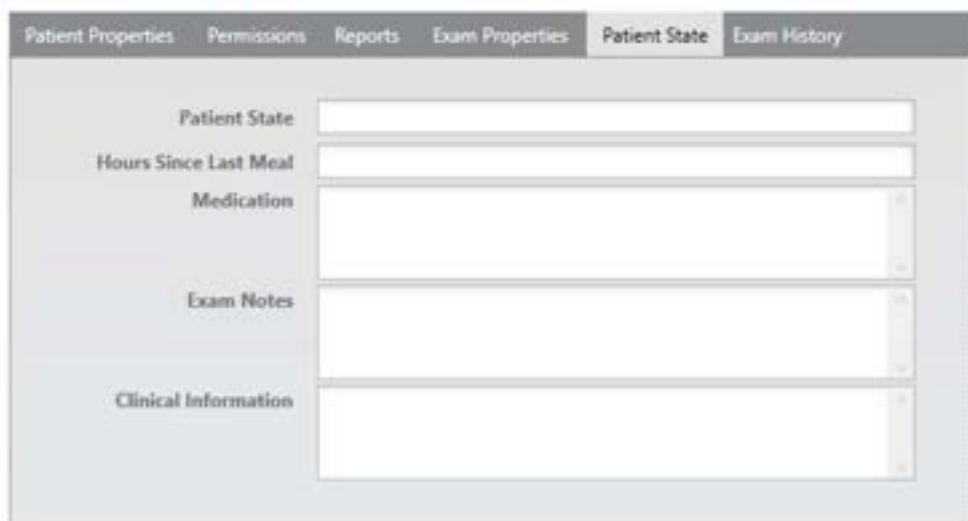 Patient Properties Permissions Reports Exam Properties Patient State Exam History
Patient State
Hours Since Last Meal
Medication
Exam Notes
Clinical Information